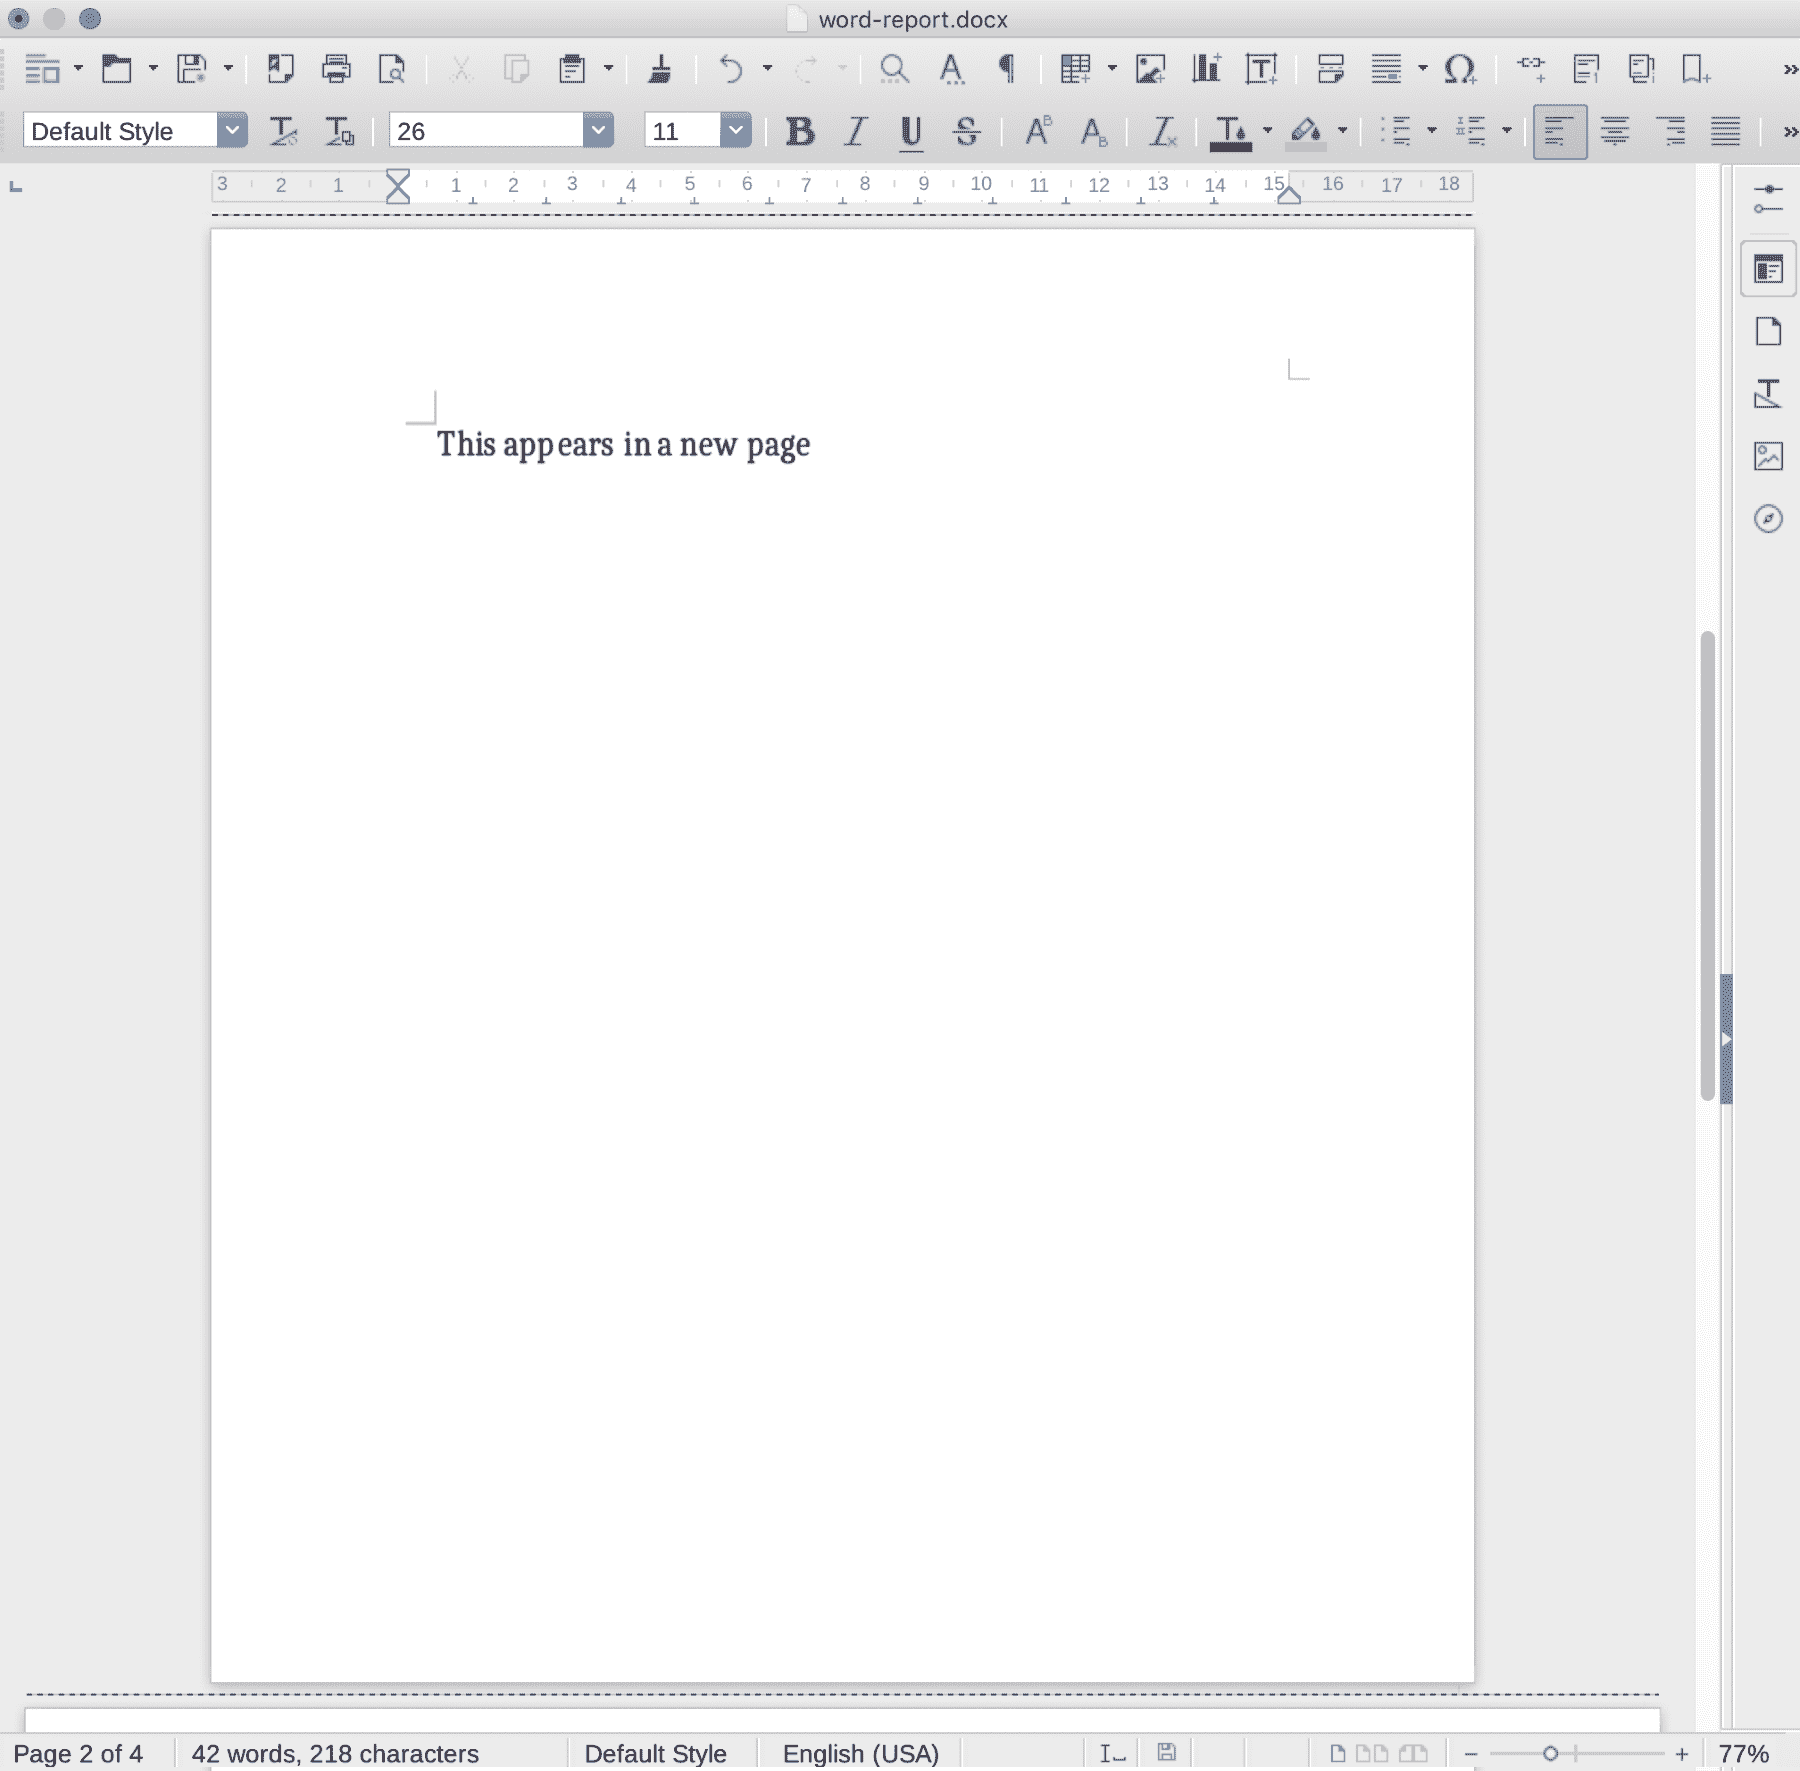 word-report.docx
Default Style 26 11
3 2 1 1 2 3 4 5 6 7 8 9 10 11 12 13 14 15 16 17 18
This appears in a new page
Page 2 of 4 42 words, 218 characters Default Style English (USA) 77%